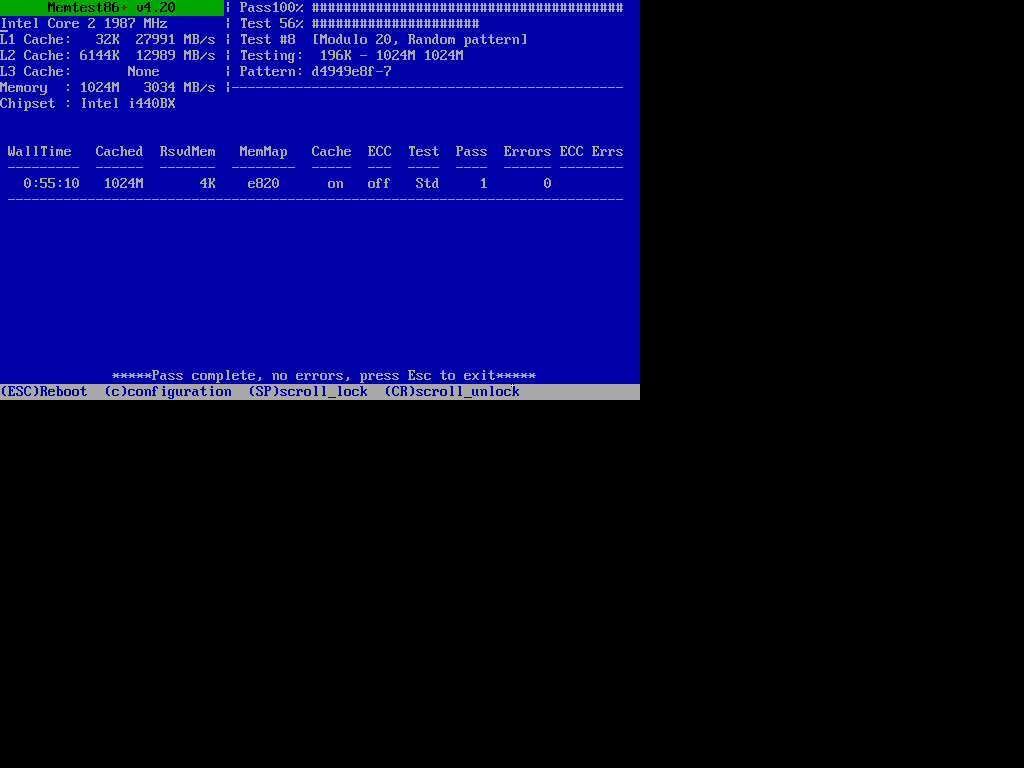 Memtest86+ v4.20 | Pass100% #######################################
Intel Core 2 1987 MHz | Test 56% #####################
L1 Cache: 32K 27991 MB/s | Test #8 [Modulo 20, Random pattern]
L2 Cache: 6144K 12989 MB/s | Testing: 196K - 1024M 1024M
L3 Cache: None | Pattern: d4949e8f-7
Memory : 1024M 3034 MB/s |-------------------------------------------------
Chipset : Intel i440BX
WallTime Cached RsvdMem MemMap Cache ECC Test Pass Errors ECC Errs
--------- ------ ------- ------- ----- --- ---- ---- ------ --------
0:55:10 1024M 4K e820 on off Std 1 0
-----------------------------------------------------------------------------
*****Pass complete, no errors, press Esc to exit*****
(ESC)Reboot (c)configuration (SP)scroll_lock (CR)scroll_unlock